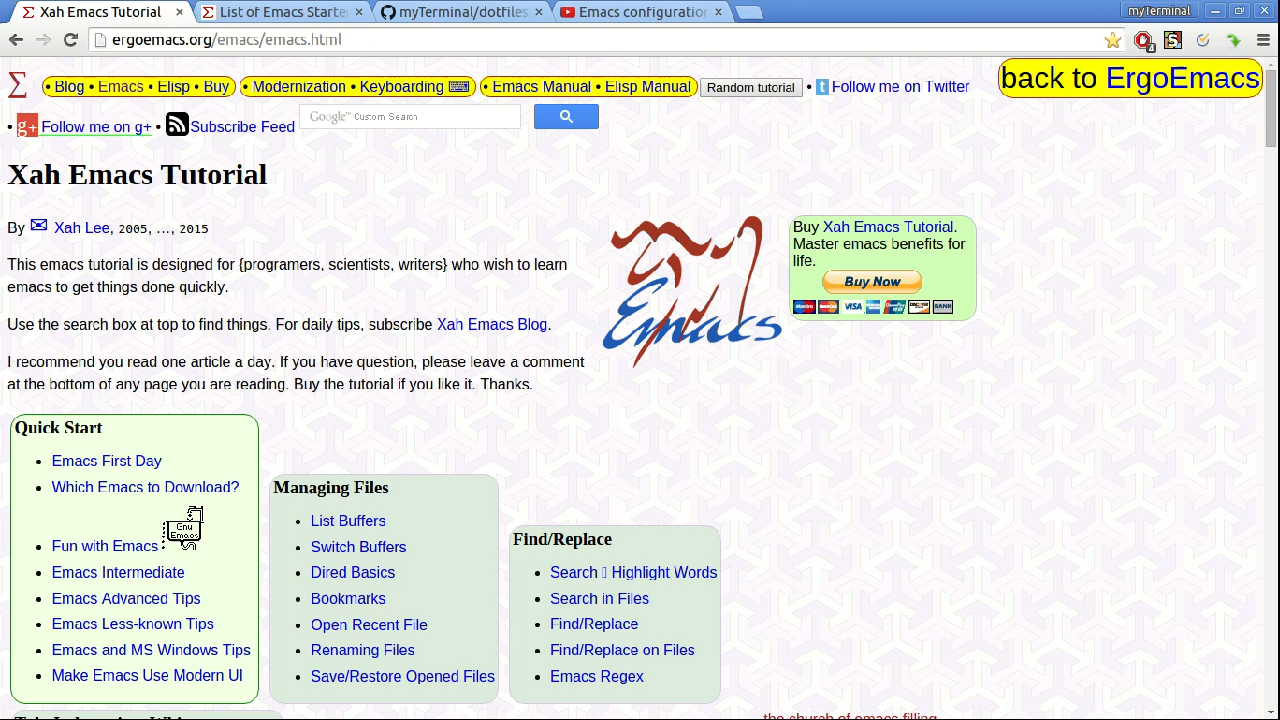 Xah Emacs Tutorial
List of Emacs Starte
myTerminal/dotfiles
Emacs configuration
myTerminal
ergoemacs.org/emacs/emacs.html
Σ • Blog • Emacs • Elisp • Buy • Modernization • Keyboarding ⌨ • Emacs Manual • Elisp Manual Random tutorial • t Follow me on Twitter
back to ErgoEmacs
• g+ Follow me on g+ • Subscribe Feed Google™ Custom Search
Xah Emacs Tutorial
By ✉ Xah Lee, 2005, …, 2015
This emacs tutorial is designed for {programers, scientists, writers} who wish to learn
emacs to get things done quickly.
Use the search box at top to find things. For daily tips, subscribe Xah Emacs Blog.
I recommend you read one article a day. If you have question, please leave a comment
at the bottom of any page you are reading. Buy the tutorial if you like it. Thanks.
Emacs
Buy Xah Emacs Tutorial.
Master emacs benefits for
life.
Buy Now
VISA
BANK
Quick Start
• Emacs First Day
• Which Emacs to Download?
• Fun with Emacs
Gnu
Emacs
• Emacs Intermediate
• Emacs Advanced Tips
• Emacs Less-known Tips
• Emacs and MS Windows Tips
• Make Emacs Use Modern UI
Managing Files
• List Buffers
• Switch Buffers
• Dired Basics
• Bookmarks
• Open Recent File
• Renaming Files
• Save/Restore Opened Files
Find/Replace
• Search Highlight Words
• Search in Files
• Find/Replace
• Find/Replace on Files
• Emacs Regex
the church of emacs filling